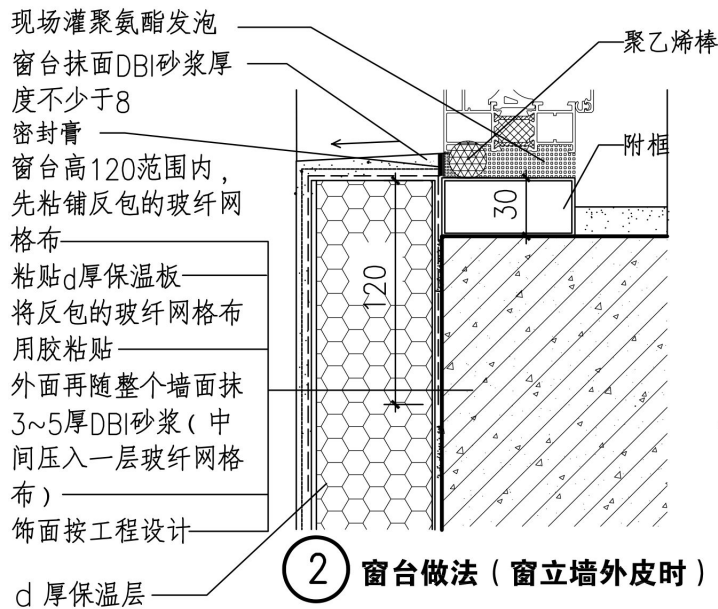 现场灌聚氨酯发泡
窗台抹面DBI砂浆厚
度不少于8
密封膏
窗台高120范围内，
先粘铺反包的玻纤网
格布
粘贴d厚保温板
将反包的玻纤网格布
用胶粘贴
外面再随整个墙面抹
3~5厚DBI砂浆（中
间压入一层玻纤网格
布）
饰面按工程设计
d 厚保温层
聚乙烯棒
附框
30
120
2 窗台做法（窗立墙外皮时）